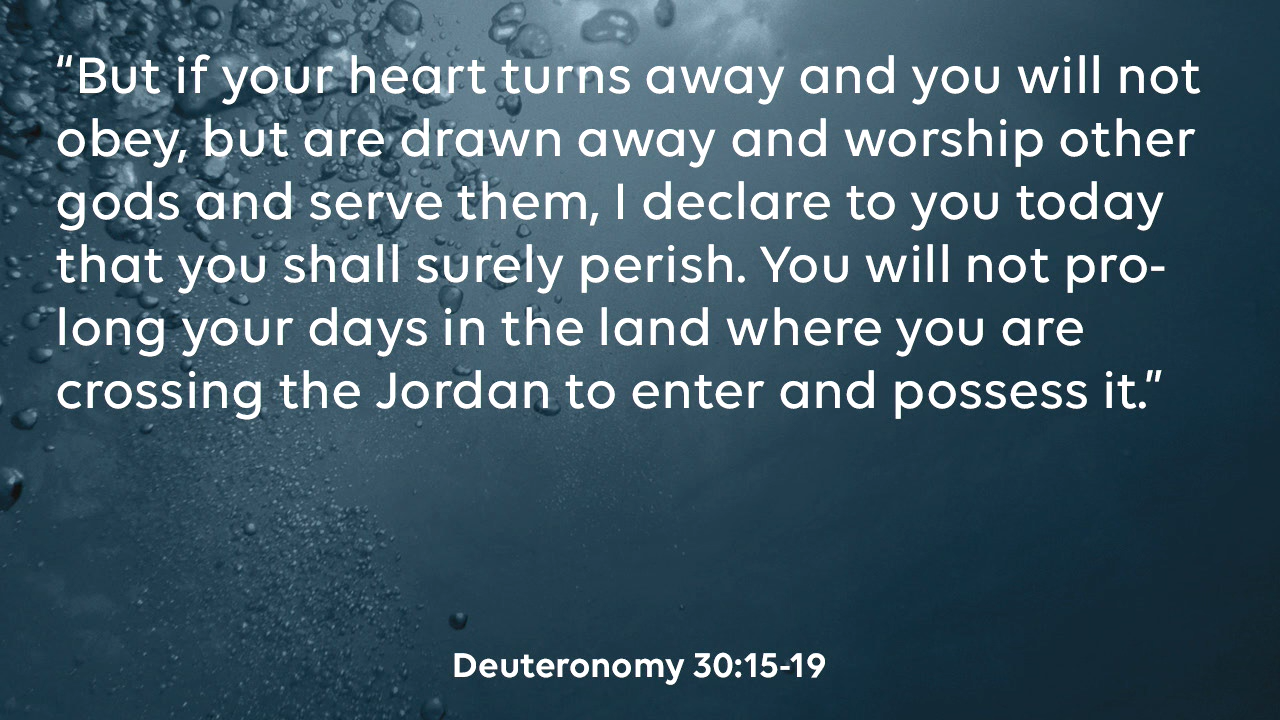 “But if your heart turns away and you will not
obey, but are drawn away and worship other
gods and serve them, I declare to you today
that you shall surely perish. You will not pro-
long your days in the land where you are
crossing the Jordan to enter and possess it.”
Deuteronomy 30:15-19